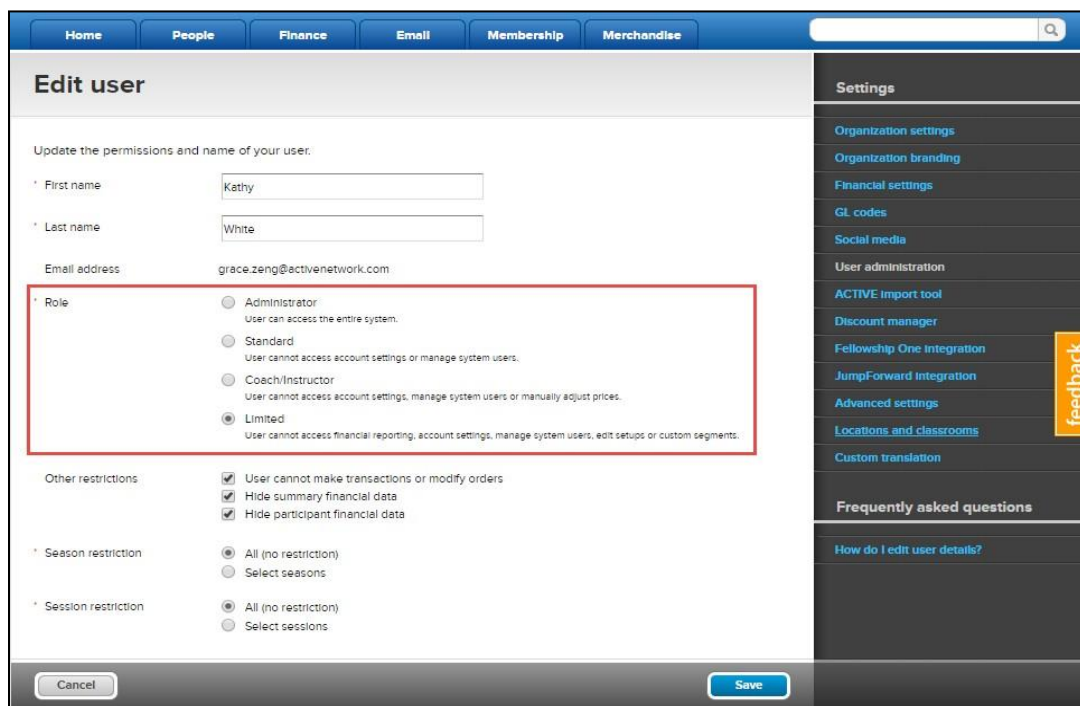 Home People Finance Email Membership Merchandise
Edit user
Update the permissions and name of your user.
* First name Kathy
* Last name White
Email address grace.zeng@activenetwork.com
* Role Administrator
User can access the entire system.
Standard
User cannot access account settings or manage system users.
Coach/Instructor
User cannot access account settings, manage system users or manually adjust prices.
Limited
User cannot access financial reporting, account settings, manage system users, edit setups or custom segments.
Other restrictions User cannot make transactions or modify orders
Hide summary financial data
Hide participant financial data
* Season restriction All (no restriction)
Select seasons
* Session restriction All (no restriction)
Select sessions
Cancel Save
Settings
Organization settings
Organization branding
Financial settings
GL codes
Social media
User administration
ACTIVE import tool
Discount manager
Fellowship One integration
JumpForward integration
Advanced settings
Locations and classrooms
Custom translation
Frequently asked questions
How do I edit user details?
feedback